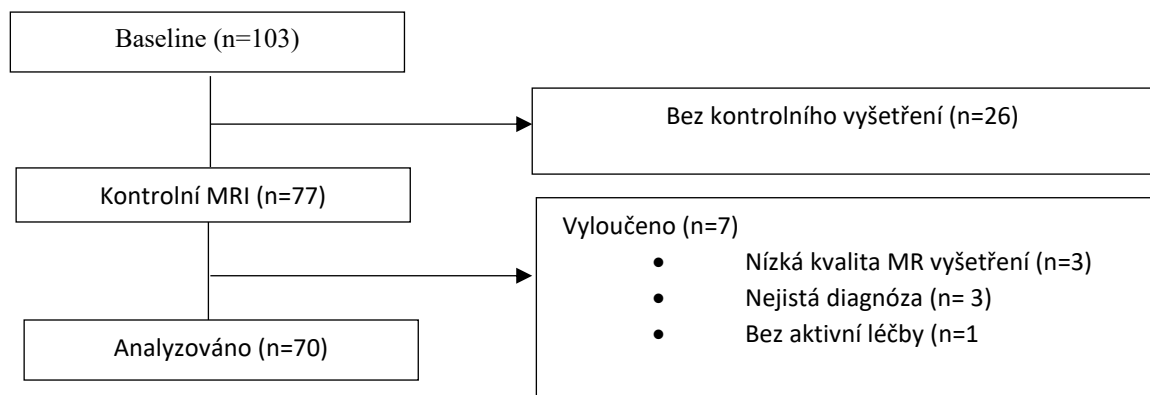 Baseline (n=103)
Bez kontrolního vyšetření (n=26)
Kontrolní MRI (n=77)
Vyloučeno (n=7)
• Nízká kvalita MR vyšetření (n=3)
• Nejistá diagnóza (n= 3)
• Bez aktivní léčby (n=1
Analyzováno (n=70)